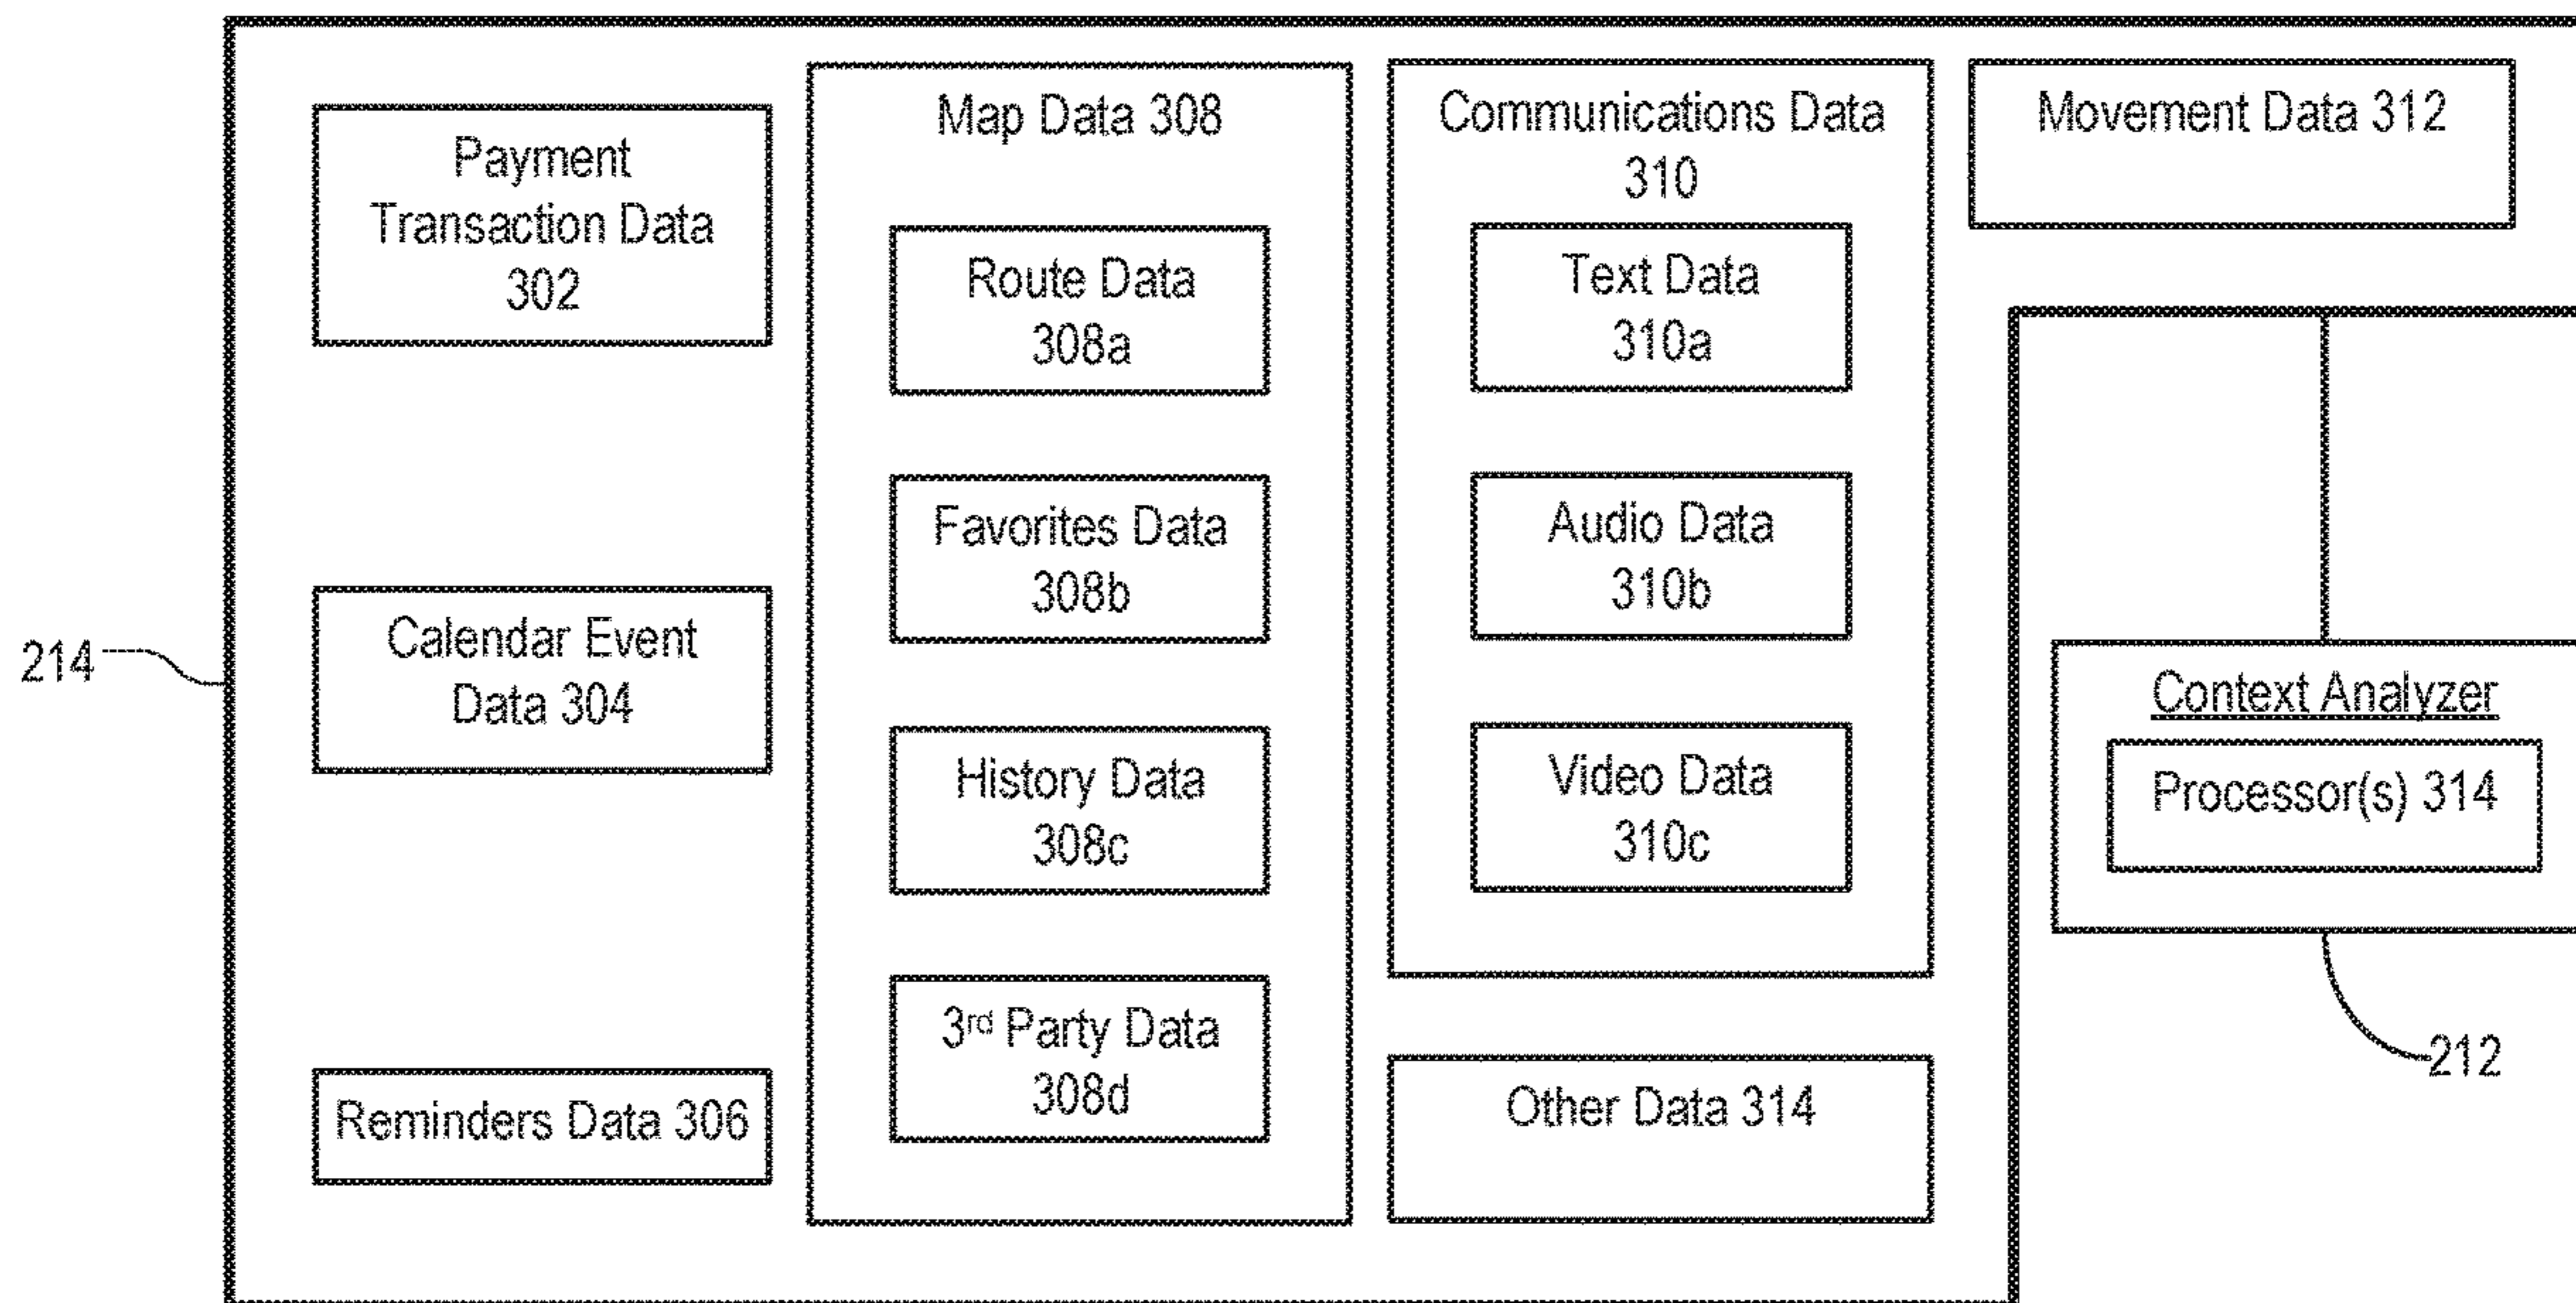 Payment
Transaction Data
302
Calendar Event
Data 304
Reminders Data 306
Map Data 308
Route Data
308a
Favorites Data
308b
History Data
308c
3rd Party Data
308d
Communications Data
310
Text Data
310a
Audio Data
310b
Video Data
310c
Other Data 314
Movement Data 312
Context Analyzer
Processor(s) 314
212
214